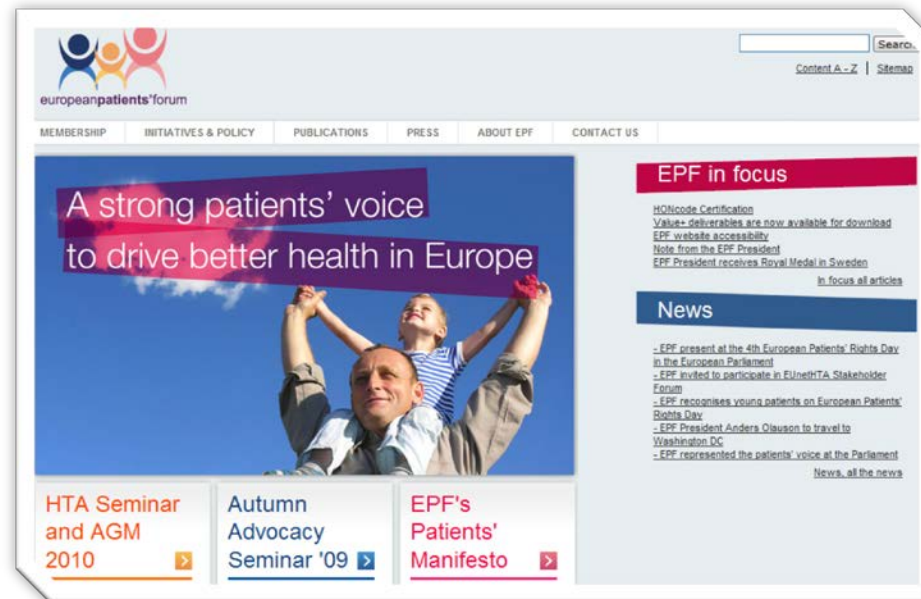 Search
Content A - Z | Sitemap
europeanpatients'forum
MEMBERSHIP INITIATIVES & POLICY PUBLICATIONS PRESS ABOUT EPF CONTACT US
A strong patients' voice
to drive better health in Europe
HTA Seminar
and AGM
2010
Autumn
Advocacy
Seminar '09
EPF's
Patients'
Manifesto
EPF in focus
HONcode Certification
Value+ deliverables are now available for download
EPF website accessibility
Note from the EPF President
EPF President receives Royal Medal in Sweden
In focus all articles
News
- EPF present at the 4th European Patients' Rights Day
in the European Parliament
- EPF invited to participate in EUnetHTA Stakeholder
Forum
- EPF recognises young patients on European Patients'
Rights Day
- EPF President Anders Olauson to travel to
Washington DC
- EPF represented the patients' voice at the Parliament
News, all the news